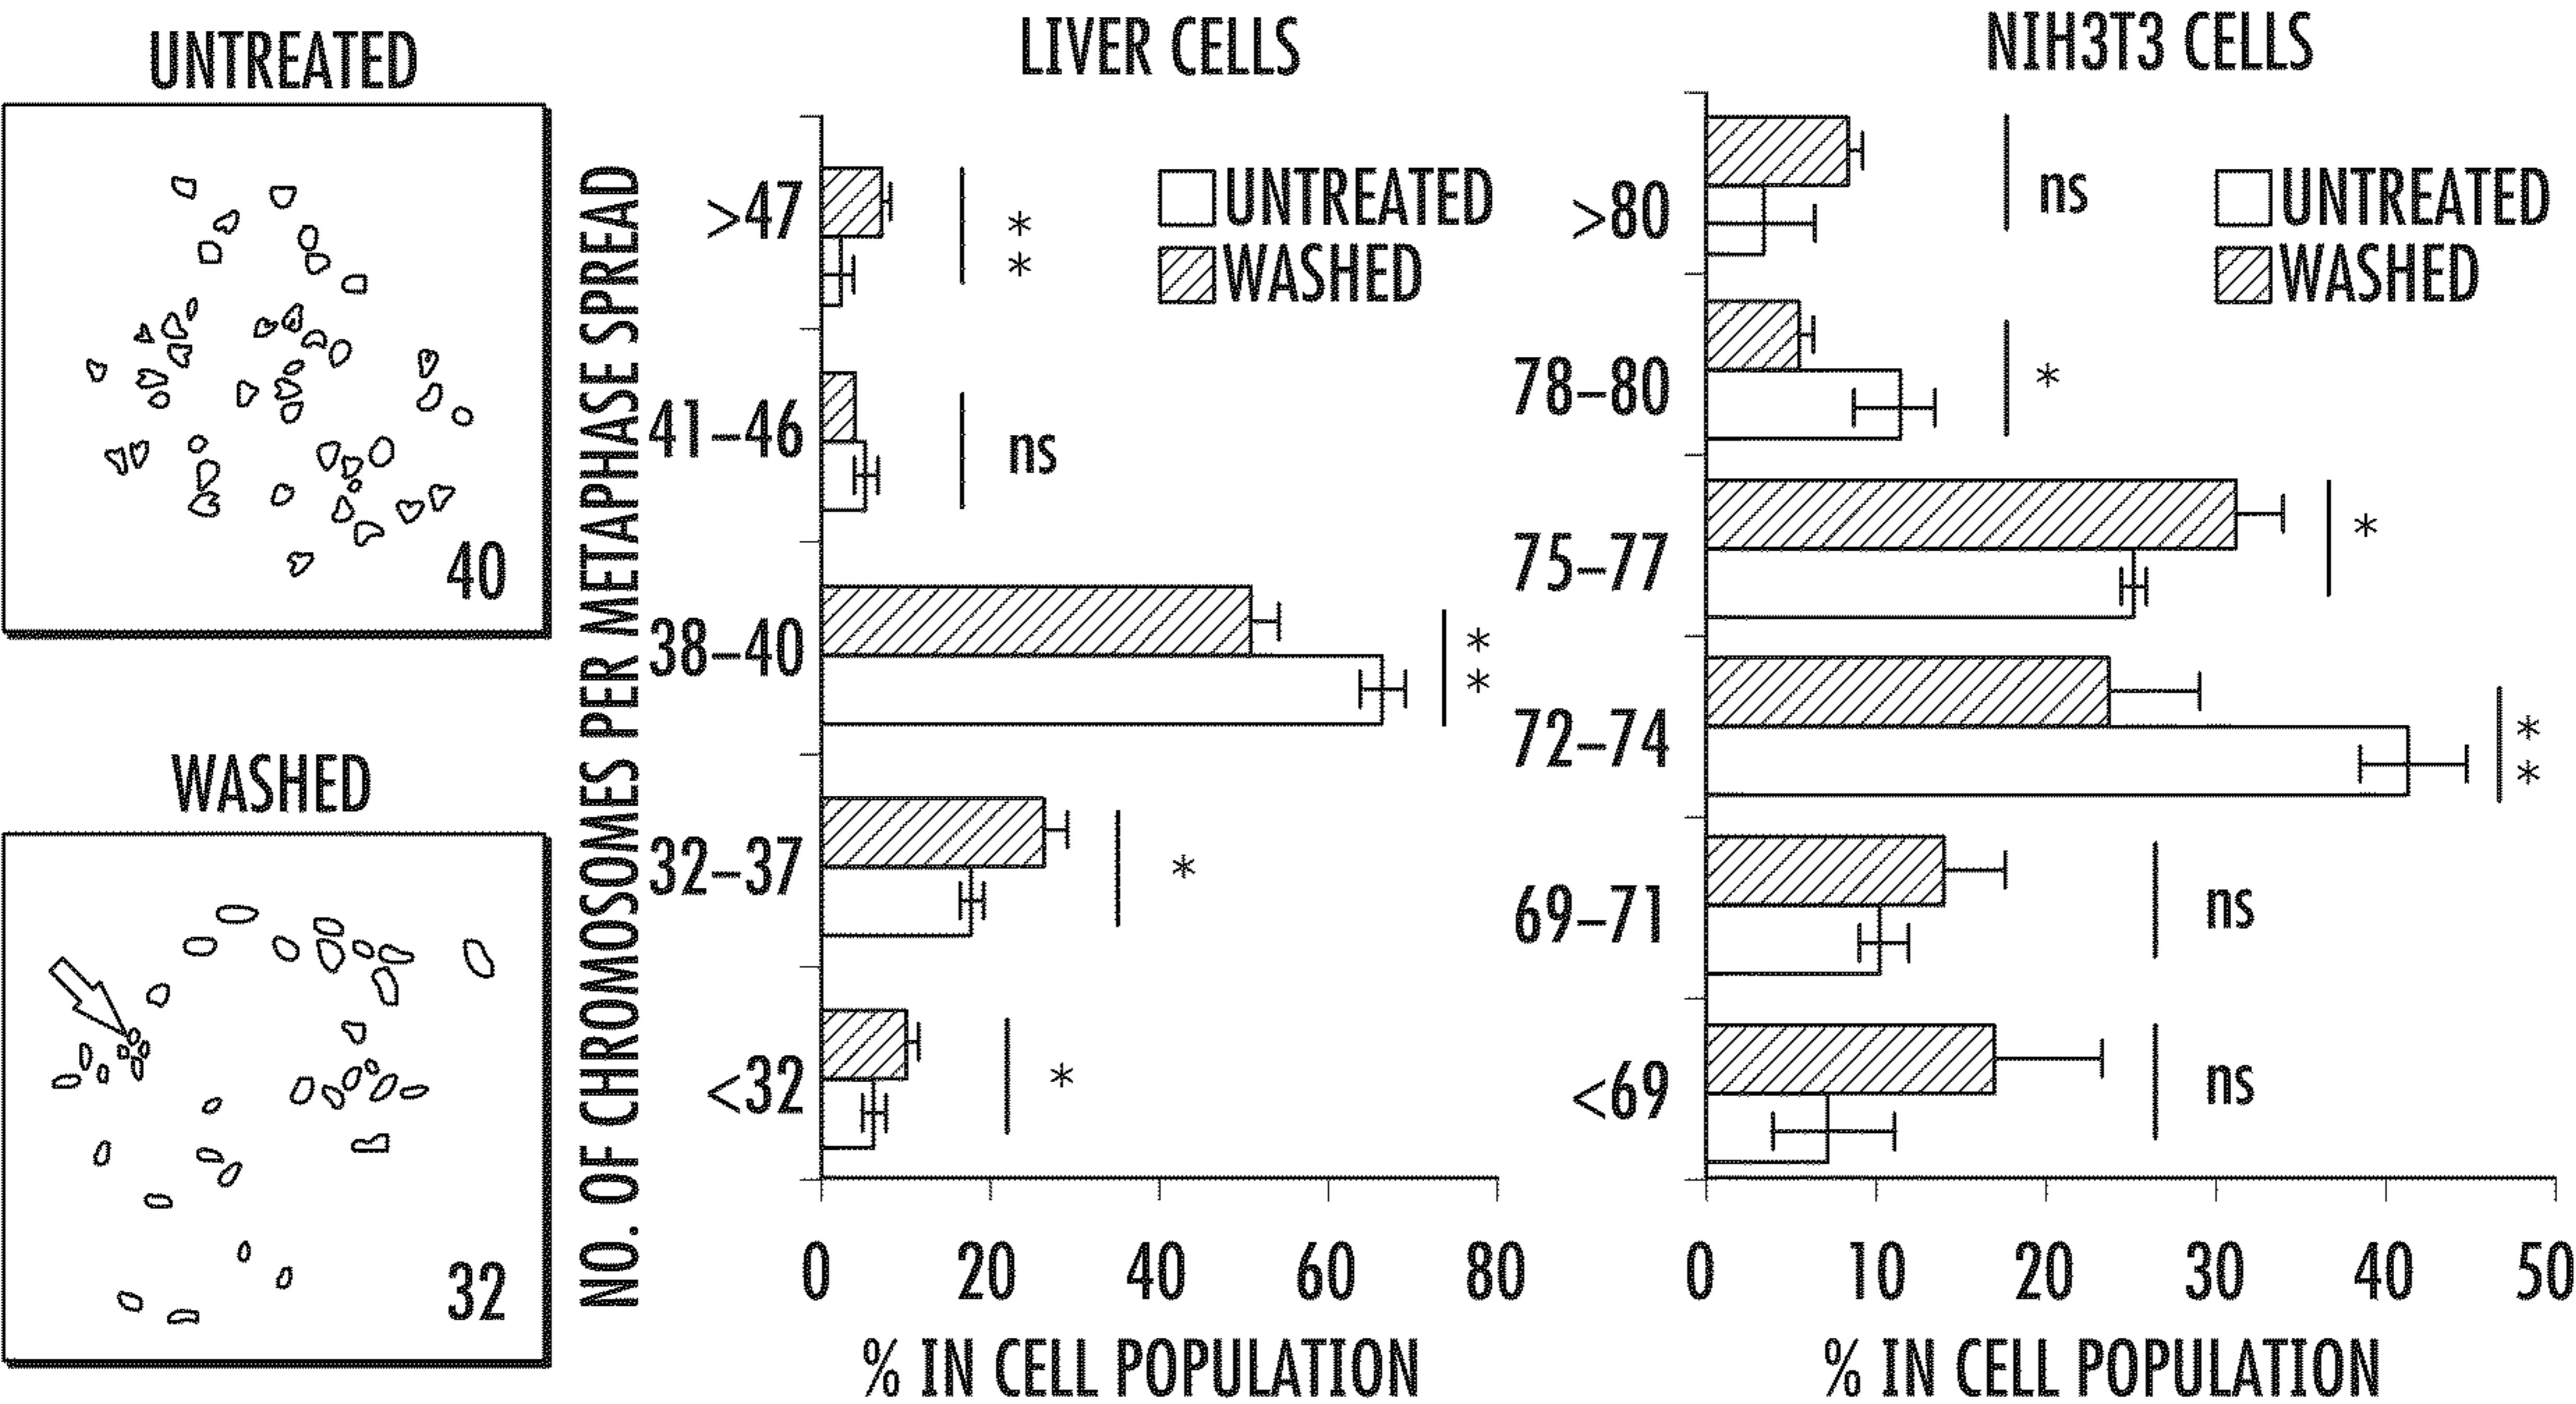 UNTREATED
40
WASHED
32
NO. OF CHROMOSOMES PER METAPHASE SPREAD
LIVER CELLS
UNTREATED
WASHED
>47
**
41–46
ns
38–40
**
32–37
*
<32
*
0 20 40 60 80
% IN CELL POPULATION
NIH3T3 CELLS
UNTREATED
WASHED
>80
ns
78–80
*
75–77
*
72–74
**
69–71
ns
<69
ns
0 10 20 30 40 50
% IN CELL POPULATION